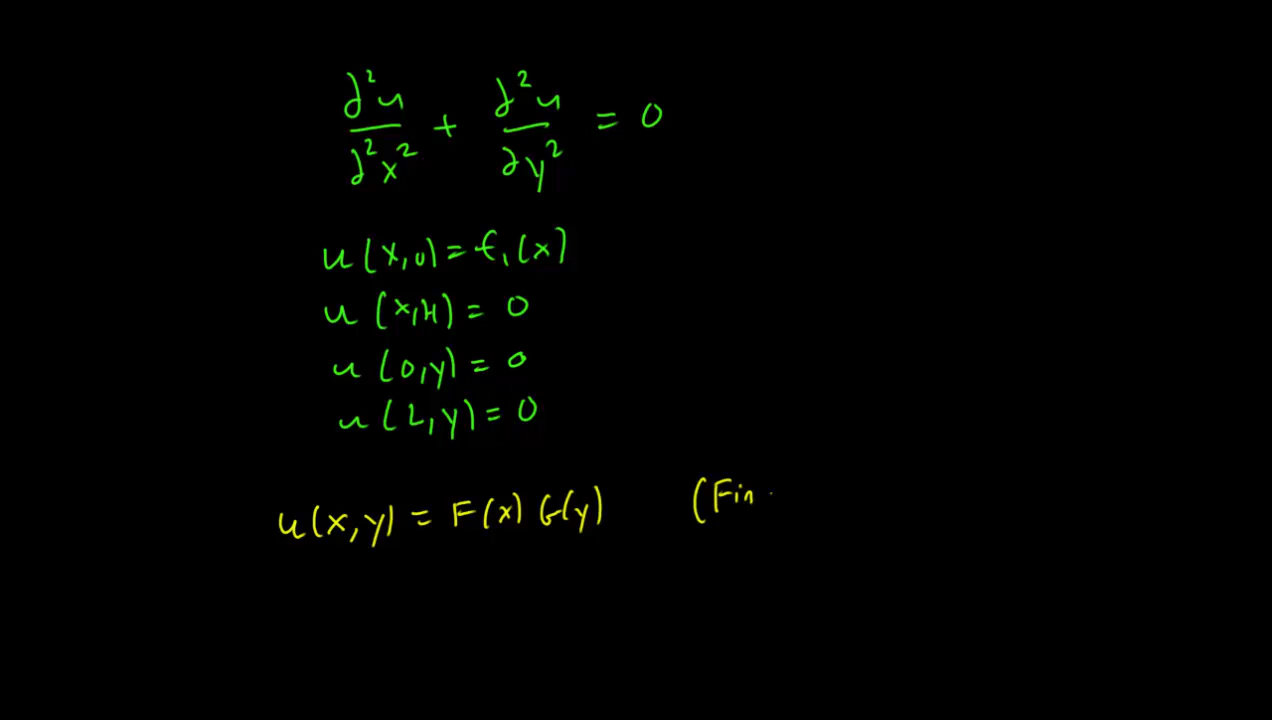 ∂²u/∂²x² + ∂²u/∂y² = 0
u(x,0) = f₁(x)
u(x,H) = 0
u(0,y) = 0
u(L,y) = 0
u(x,y) = F(x) G(y) (Fin